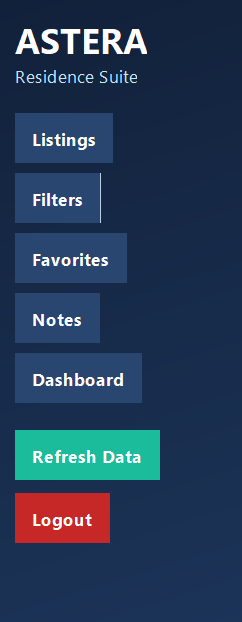 ASTERA
Residence Suite
Listings
Filters
Favorites
Notes
Dashboard
Refresh Data
Logout